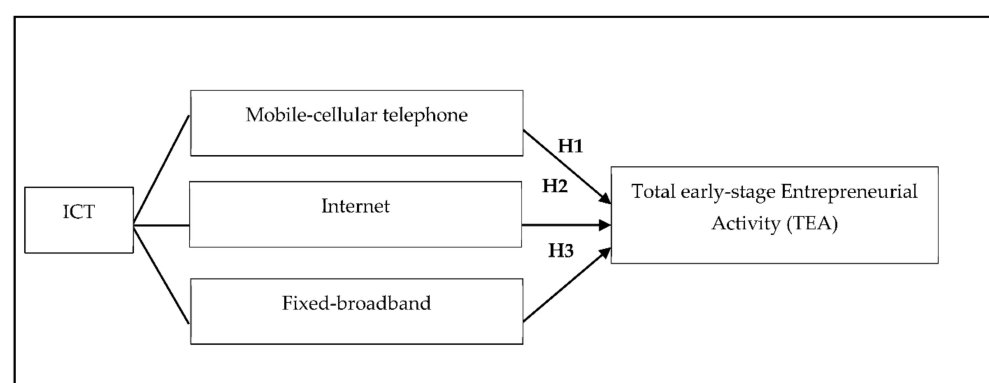 Mobile-cellular telephone
H1
H2
ICT
Internet
Total early-stage Entrepreneurial
Activity (TEA)
H3
Fixed-broadband